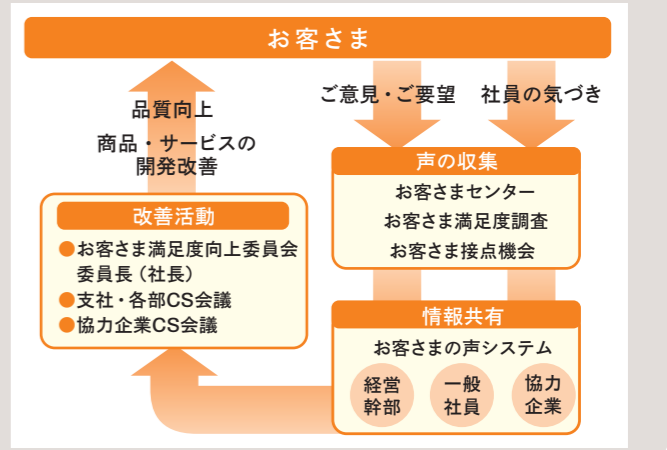 お客さま
ご意見・ご要望
社員の気づき
声の収集
お客さまセンター
お客さま満足度調査
お客さま接点機会
情報共有
お客さまの声システム
経営
幹部
一般
社員
協力
企業
改善活動
●お客さま満足度向上委員会
委員長（社長）
●支社・各部CS会議
●協力企業CS会議
品質向上
商品・サービスの
開発改善